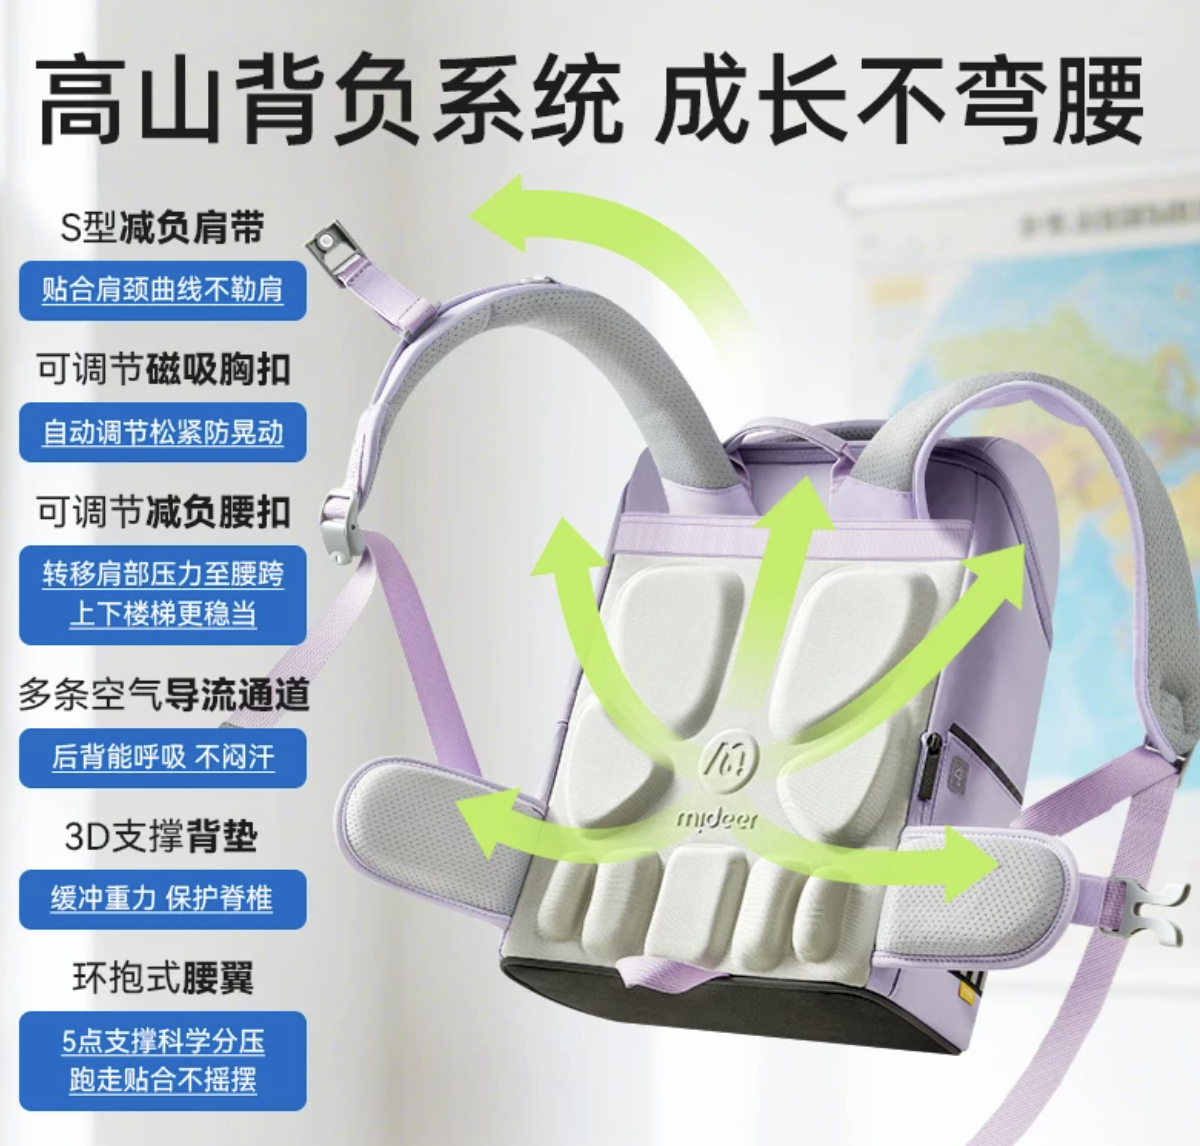 高山背负系统 成长不弯腰
S型减负肩带
贴合肩颈曲线不勒肩
可调节磁吸胸扣
自动调节松紧防晃动
可调节减负腰扣
转移肩部压力至腰跨
上下楼梯更稳当
多条空气导流通道
后背能呼吸 不闷汗
3D支撑背垫
缓冲重力 保护脊椎
环抱式腰翼
5点支撑科学分压
跑走贴合不摇摆
mideer